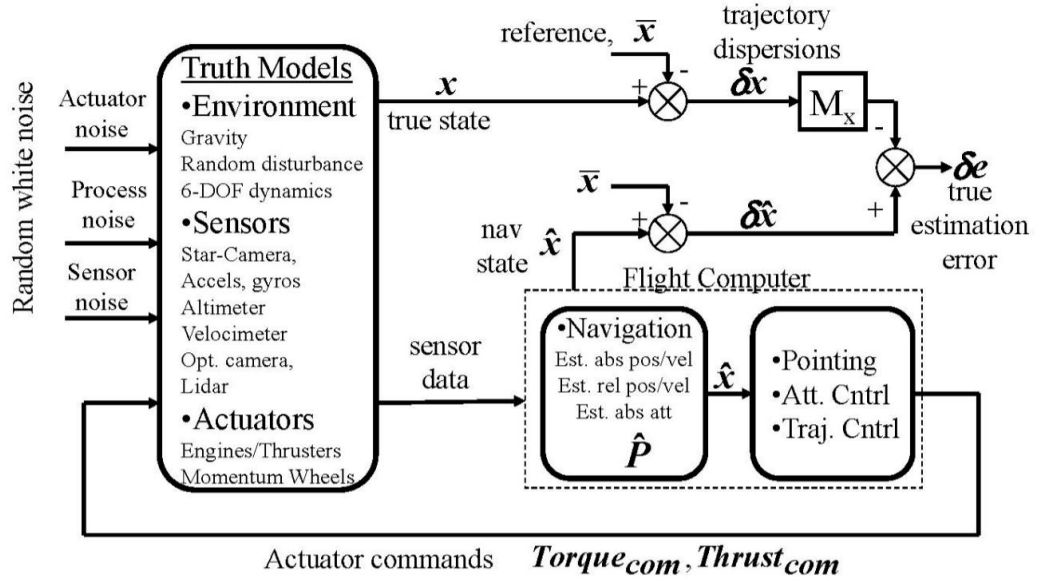 Random white noise
Actuator
noise
Process
noise
Sensor
noise
Truth Models
•Environment
Gravity
Random disturbance
6-DOF dynamics
•Sensors
Star-Camera,
Accels, gyros
Altimeter
Velocimeter
Opt. camera,
Lidar
•Actuators
Engines/Thrusters
Momentum Wheels
x
true state
reference, x̅
-
+
δx
trajectory
dispersions
Mₓ
-
+
δe
true
estimation
error
x̅
-
+
δx̂
nav
state
x̂
Flight Computer
sensor
data
•Navigation
Est. abs pos/vel
Est. rel pos/vel
Est. abs att
P̂
x̂
•Pointing
•Att. Cntrl
•Traj. Cntrl
Actuator commands Torque_com, Thrust_com